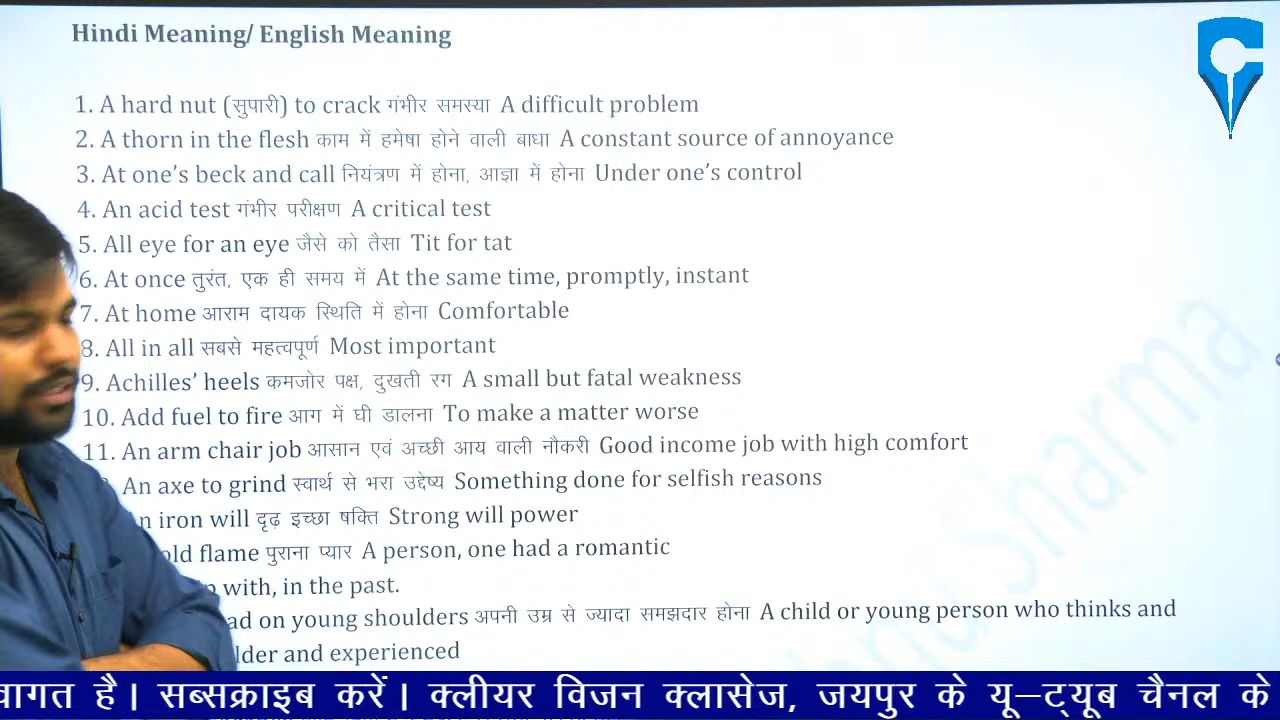 Hindi Meaning/ English Meaning
1. A hard nut (सुपारी) to crack गंभीर समस्या A difficult problem
2. A thorn in the flesh काम में हमेषा होने वाली बाधा A constant source of annoyance
3. At one’s beck and call नियंत्रण में होना, आज्ञा में होना Under one’s control
4. An acid test गंभीर परीक्षण A critical test
5. All eye for an eye जैसे को तैसा Tit for tat
6. At once तुरंत, एक ही समय में At the same time, promptly, instant
7. At home आराम दायक स्थिति में होना Comfortable
8. All in all सबसे महत्वपूर्ण Most important
9. Achilles’ heels कमजोर पक्ष, दुखती रग A small but fatal weakness
10. Add fuel to fire आग में घी डालना To make a matter worse
11. An arm chair job आसान एवं अच्छी आय वाली नौकरी Good income job with high comfort
An axe to grind स्वार्थ से भरा उद्देष्य Something done for selfish reasons
iron will दृढ़ इच्छा षक्ति Strong will power
old flame पुराना प्यार A person, one had a romantic
with, in the past.
on young shoulders अपनी उम्र से ज्यादा समझदार होना A child or young person who thinks and
and experienced
Sharma
है। सब्सक्राइब करें। क्लीयर विजन क्लासेज, जयपुर के यू–ट्यूब चैनल के